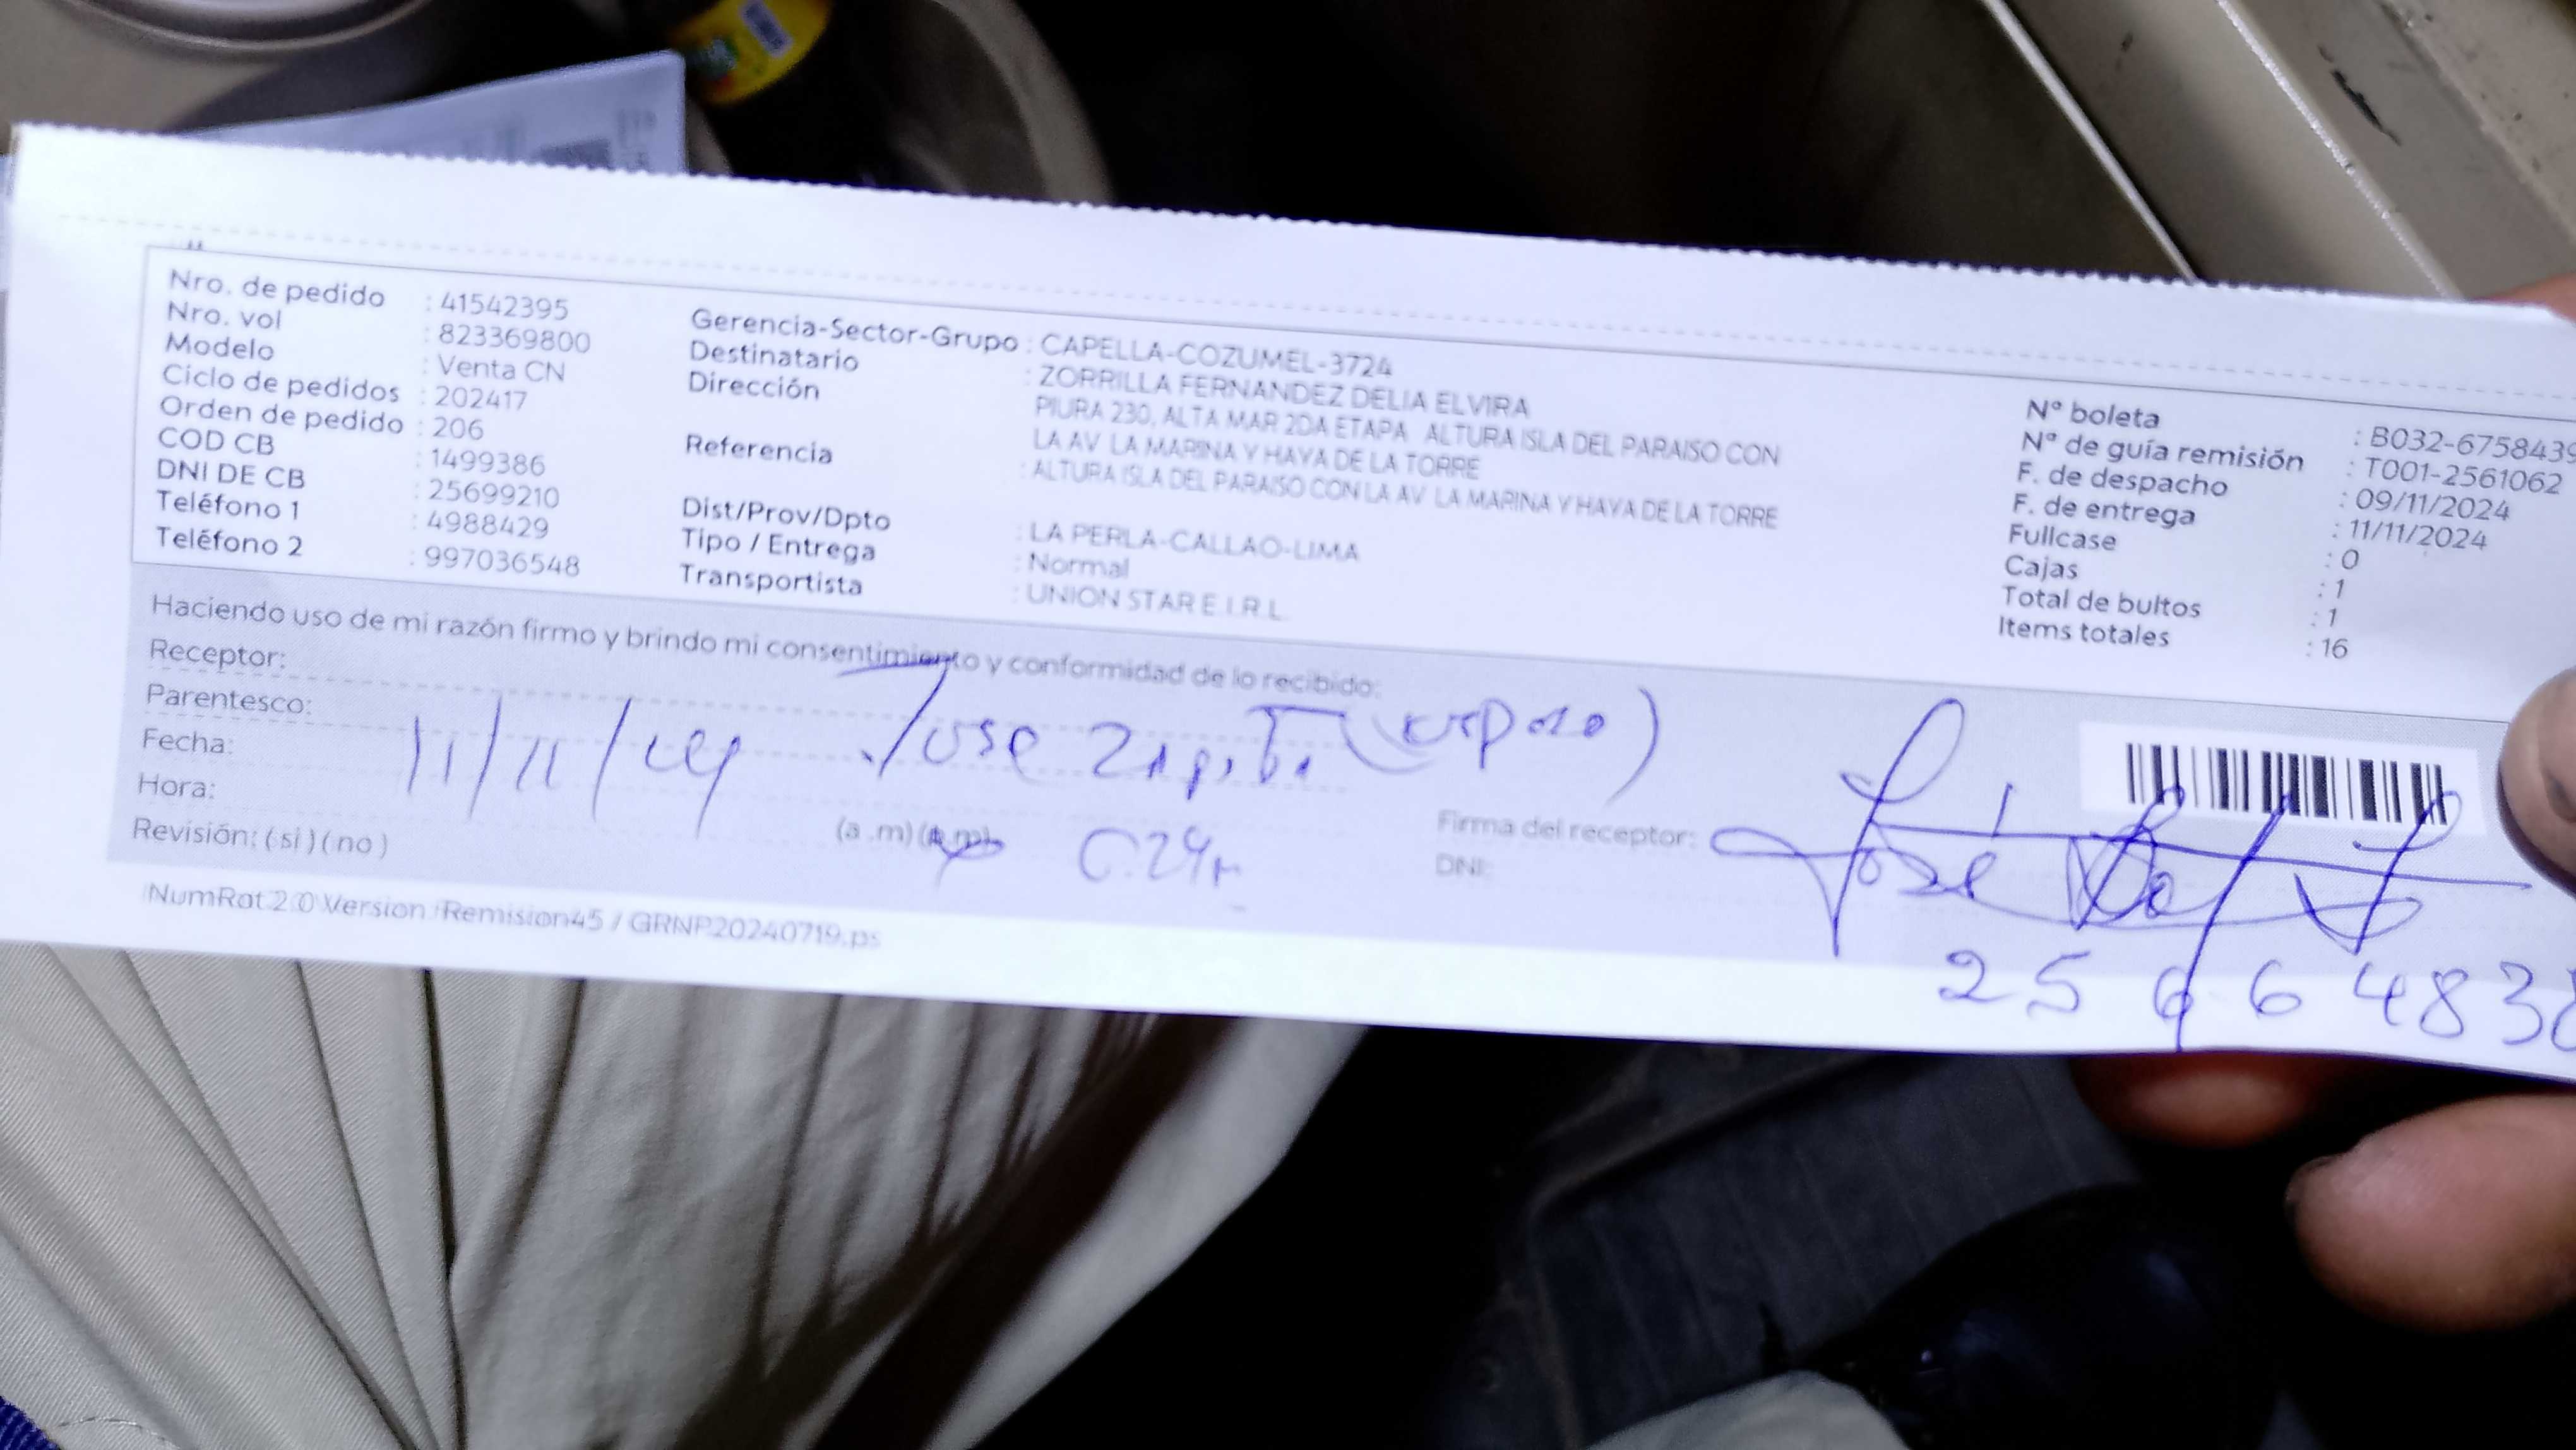 Nro. de pedido : 41542395
Nro. vol : 823369800
Modelo : Venta CN
Ciclo de pedidos : 202417
Orden de pedido : 206
COD CB : 1499386
DNI DE CB : 25699210
Teléfono 1 : 4988429
Teléfono 2 : 997036548
Gerencia-Sector-Grupo : CAPELLA-COZUMEL-3724
Destinatario : ZORRILLA FERNANDEZ DELIA ELVIRA
Dirección PIURA 230, ALTA MAR 2DA ETAPA ALTURA ISLA DEL PARAISO CON
LA AV LA MARINA Y HAYA DE LA TORRE
Referencia : ALTURA ISLA DEL PARAISO CON LA AV LA MARINA Y HAYA DE LA TORRE
Dist/Prov/Dpto : LA PERLA-CALLAO-LIMA
Tipo / Entrega : Normal
Transportista : UNION STAR E.I.R.L.
N° boleta : B032-6758439
N° de guía remisión : T001-2561062
F. de despacho : 09/11/2024
F. de entrega : 11/11/2024
Fullcase : 0
Cajas : 1
Total de bultos : 1
Items totales : 16
Haciendo uso de mi razón firmo y brindo mi consentimiento y conformidad de lo recibido:
Receptor:
Parentesco:
Jose Zapata (esposo)
Fecha: 11/11/24
Hora: (a.m) (p.m)
Revisión: (si) (no)
Firma del receptor:
DNI:
2566483
NumRot 2.0 Version: Remision45 / GRNP20240719.ps